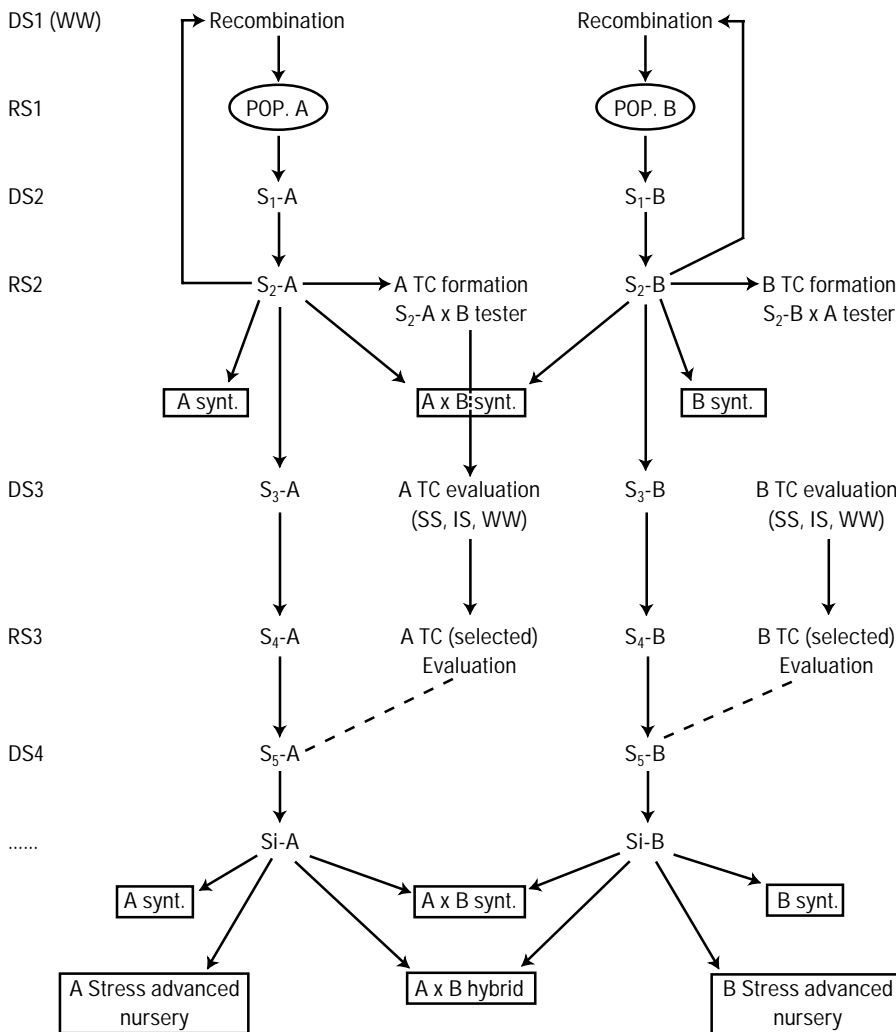 DS1 (WW) Recombination Recombination
RS1 POP. A POP. B
DS2 S₁-A S₁-B
RS2 S₂-A A TC formation S₂-B B TC formation
S₂-A x B tester S₂-B x A tester
A synt. A x B synt. B synt.
DS3 S₃-A A TC evaluation S₃-B B TC evaluation
(SS, IS, WW) (SS, IS, WW)
RS3 S₄-A A TC (selected) S₄-B B TC (selected)
Evaluation Evaluation
DS4 S₅-A S₅-B
...... Si-A Si-B
A synt. A x B synt. B synt.
A Stress advanced A x B hybrid B Stress advanced
nursery nursery